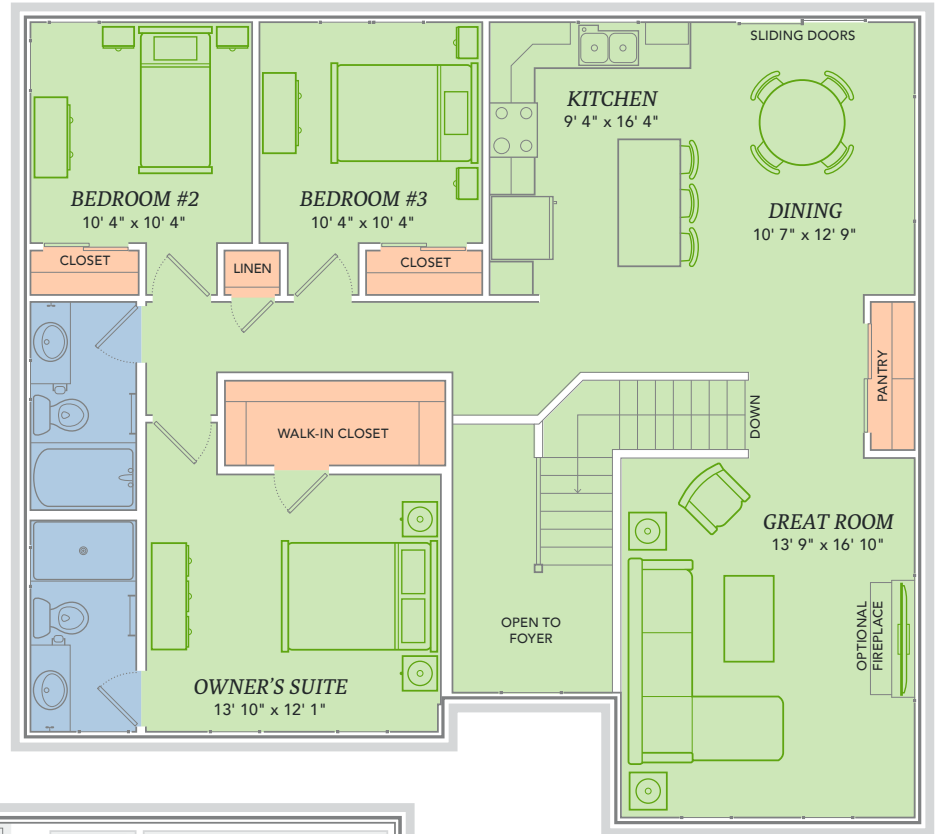 SLIDING DOORS
KITCHEN
9' 4" x 16' 4"
BEDROOM #2
10' 4" x 10' 4"
BEDROOM #3
10' 4" x 10' 4"
DINING
10' 7" x 12' 9"
CLOSET
LINEN
CLOSET
PANTRY
WALK-IN CLOSET
DOWN
GREAT ROOM
13' 9" x 16' 10"
OPEN TO
FOYER
OPTIONAL
FIREPLACE
OWNER'S SUITE
13' 10" x 12' 1"